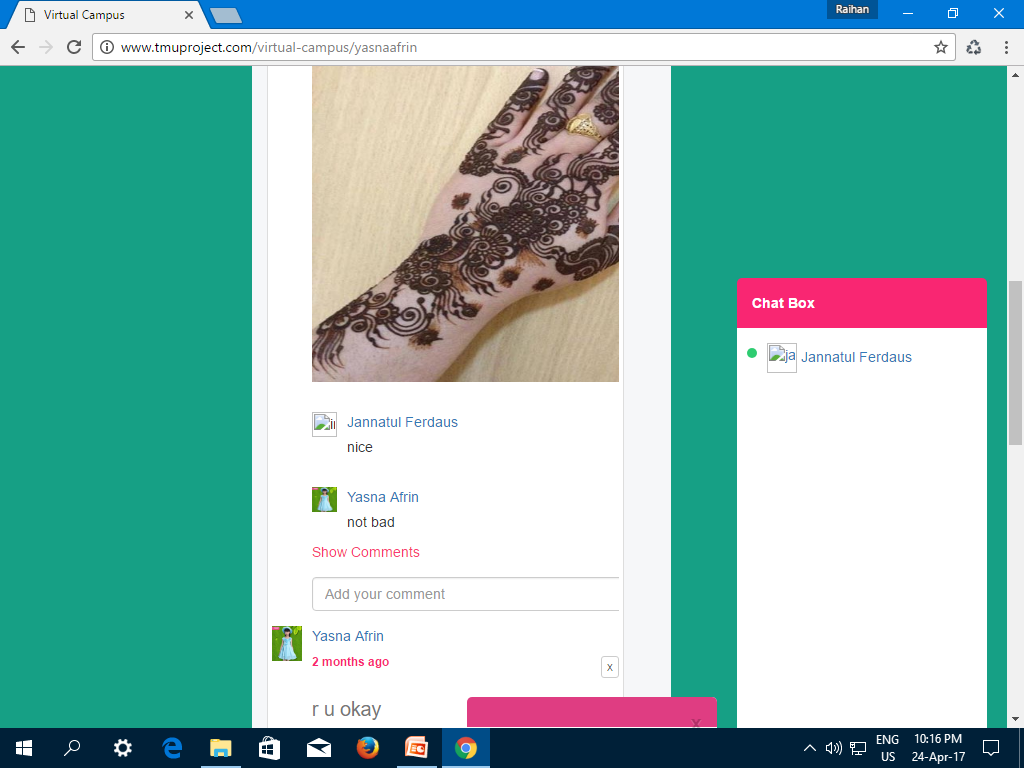 Virtual Campus
Raihan
www.tmuproject.com/virtual-campus/yasnaafrin
Chat Box
ja
Jannatul Ferdaus
Jannatul Ferdaus
nice
Yasna Afrin
not bad
Show Comments
Add your comment
Yasna Afrin
2 months ago
x
r u okay
x
ENG
US
10:16 PM
24-Apr-17